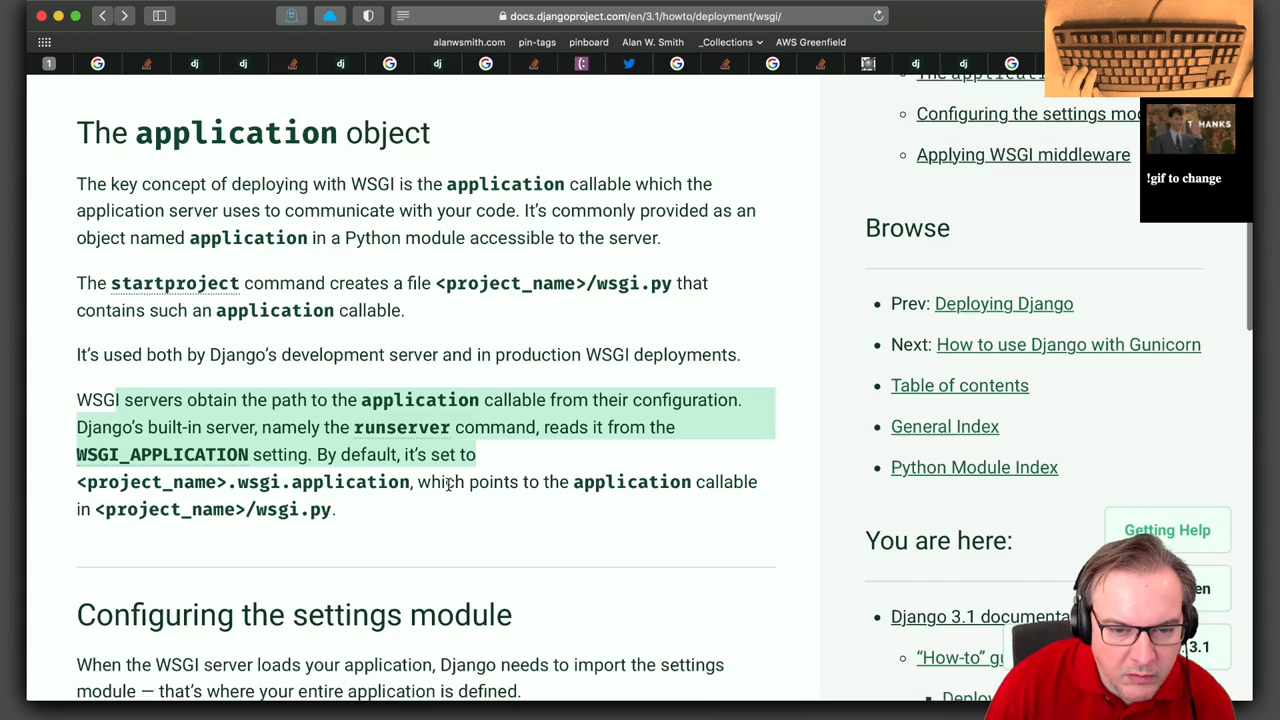 docs.djangoproject.com/en/3.1/howto/deployment/wsgi/
alanwsmith.com pin-tags pinboard Alan W. Smith _Collections AWS Greenfield
1
The application object
The key concept of deploying with WSGI is the application callable which the
application server uses to communicate with your code. It’s commonly provided as an
object named application in a Python module accessible to the server.
The startproject command creates a file <project_name>/wsgi.py that
contains such an application callable.
It’s used both by Django’s development server and in production WSGI deployments.
WSGI servers obtain the path to the application callable from their configuration.
Django’s built-in server, namely the runserver command, reads it from the
WSGI_APPLICATION setting. By default, it’s set to
<project_name>.wsgi.application, which points to the application callable
in <project_name>/wsgi.py.
Configuring the settings module
When the WSGI server loads your application, Django needs to import the settings
module — that’s where your entire application is defined.
Configuring the settings mo
Applying WSGI middleware
Browse
Prev: Deploying Django
Next: How to use Django with Gunicorn
Table of contents
General Index
Python Module Index
Getting Help
en
3.1
You are here:
Django 3.1 documenta
“How-to” gu
Deploy
T HANKS
!gif to change